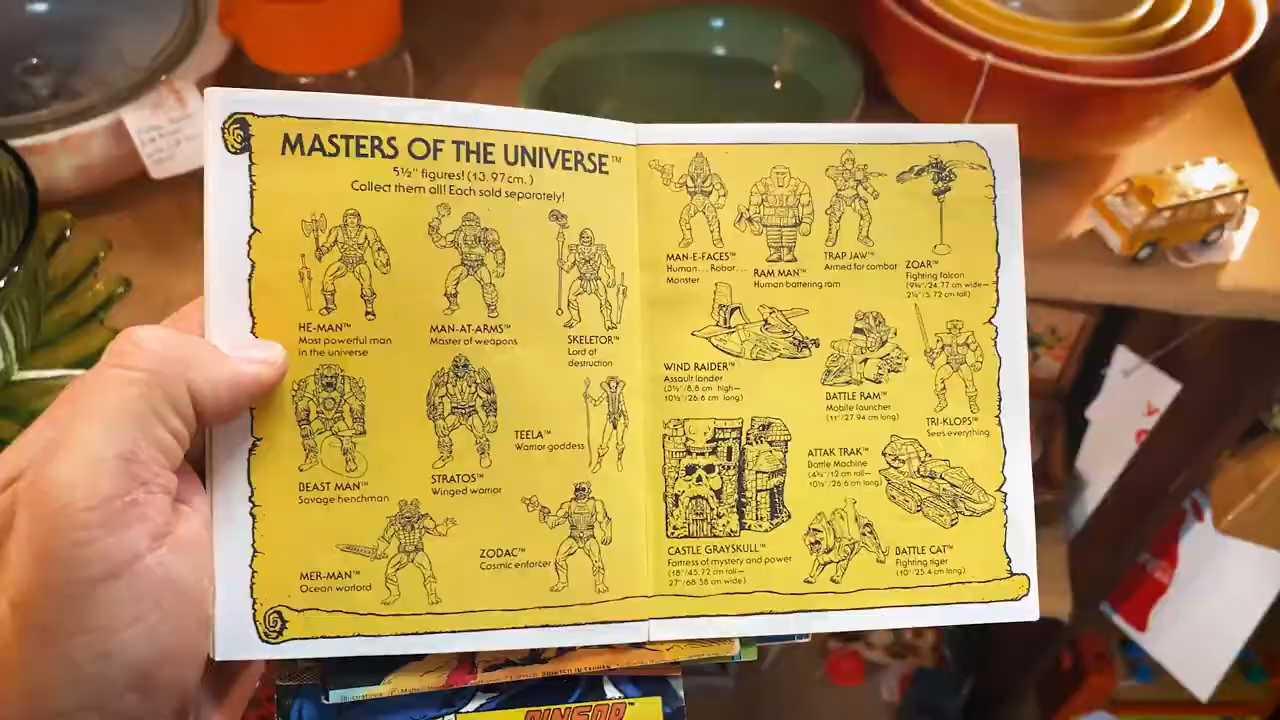 MASTERS OF THE UNIVERSE™
5½" figures! (13.97cm.)
Collect them all! Each sold separately!
HE-MAN™
Most powerful man
in the universe
MAN-AT-ARMS™
Master of weapons
SKELETOR™
Lord of
destruction
BEAST MAN™
Savage henchman
STRATOS™
Winged warrior
TEELA™
Warrior goddess
MER-MAN™
Ocean warlord
ZODAC™
Cosmic enforcer
MAN-E-FACES™
Human... Robot...
Monster
RAM MAN™
Human battering ram
TRAP JAW™
Armed for combat
ZOAR™
Fighting falcon
(9¾"/24.77 cm wide—
2¼"/5.72 cm tall)
WIND RAIDER™
Assault lander
(3½"/8.8 cm high—
10½"/26.6 cm long)
BATTLE RAM™
Mobile launcher
(11"/27.94 cm long)
TRI-KLOPS™
Sees everything
CASTLE GRAYSKULL™
Fortress of mystery and power
(18"/45.72 cm tall—
27"/68.58 cm wide)
ATTAK TRAK™
Battle Machine
(4¾"/12 cm tall—
10½"/26.6 cm long)
BATTLE CAT™
Fighting tiger
(10"/25.4 cm long)
PRINTED IN TAIWAN